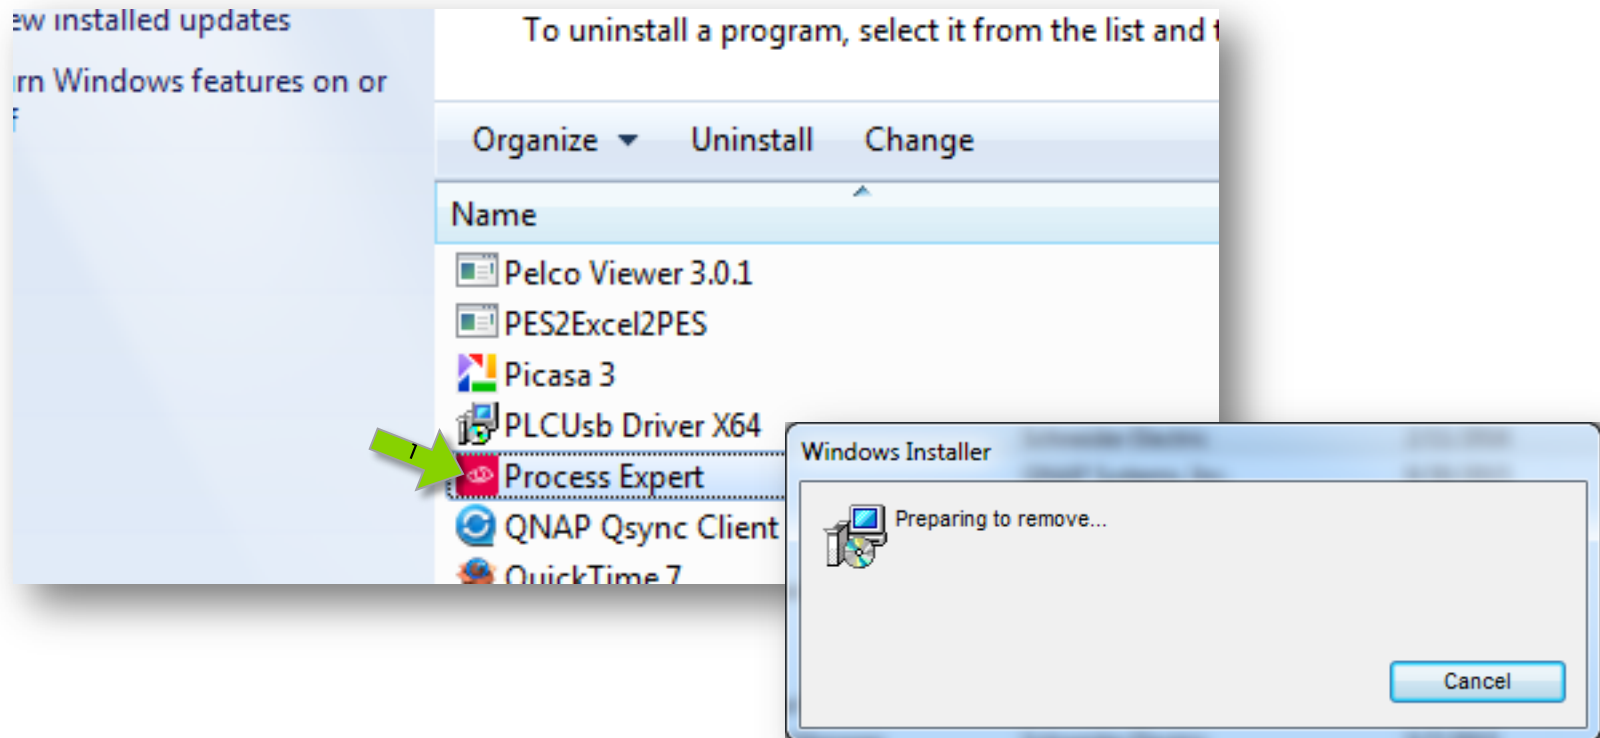 ew installed updates
rn Windows features on or
f
To uninstall a program, select it from the list and t
Organize
Uninstall
Change
Name
Pelco Viewer 3.0.1
PES2Excel2PES
Picasa 3
PLCUsb Driver X64
1
Process Expert
QNAP Qsync Client
QuickTime 7
Windows Installer
Preparing to remove...
Cancel